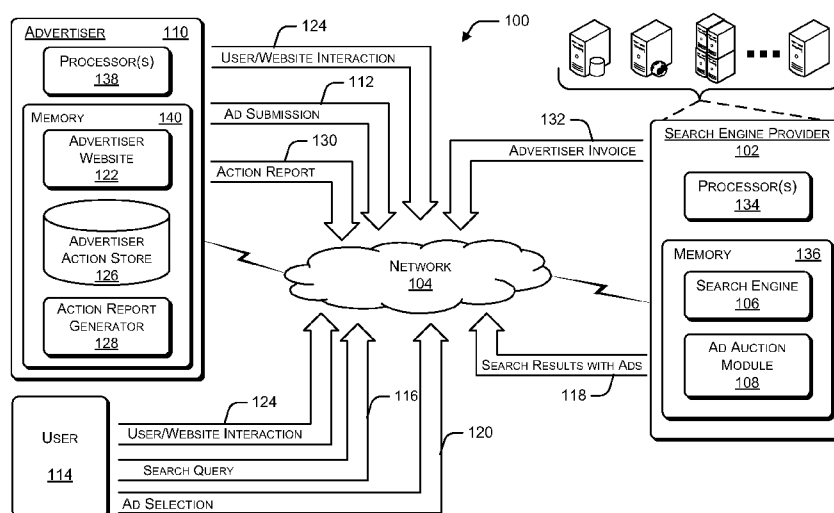 100
ADVERTISER 110
PROCESSOR(S)
138
MEMORY 140
ADVERTISER
WEBSITE
122
ADVERTISER
ACTION STORE
126
ACTION REPORT
GENERATOR
128
124
USER/WEBSITE INTERACTION
112
AD SUBMISSION
130
ACTION REPORT
132
ADVERTISER INVOICE
SEARCH ENGINE PROVIDER
102
PROCESSOR(S)
134
MEMORY 136
SEARCH ENGINE
106
AD AUCTION
MODULE
108
NETWORK
104
SEARCH RESULTS WITH ADS
118
USER
114
124
USER/WEBSITE INTERACTION
116
SEARCH QUERY
120
AD SELECTION